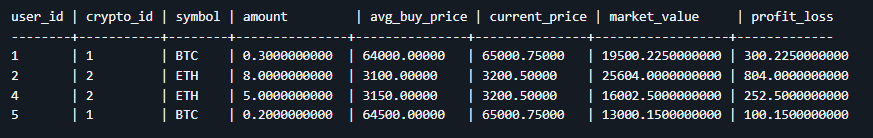 user_id | crypto_id | symbol | amount | avg_buy_price | current_price | market_value | profit_loss
--------+-----------+--------+--------------+---------------+---------------+------------------+-------------
1 | 1 | BTC | 0.3000000000 | 64000.00000 | 65000.75000 | 19500.2250000000 | 300.2250000000
2 | 2 | ETH | 8.0000000000 | 3100.00000 | 3200.50000 | 25604.0000000000 | 804.0000000000
4 | 2 | ETH | 5.0000000000 | 3150.00000 | 3200.50000 | 16002.5000000000 | 252.5000000000
5 | 1 | BTC | 0.2000000000 | 64500.00000 | 65000.75000 | 13000.1500000000 | 100.1500000000